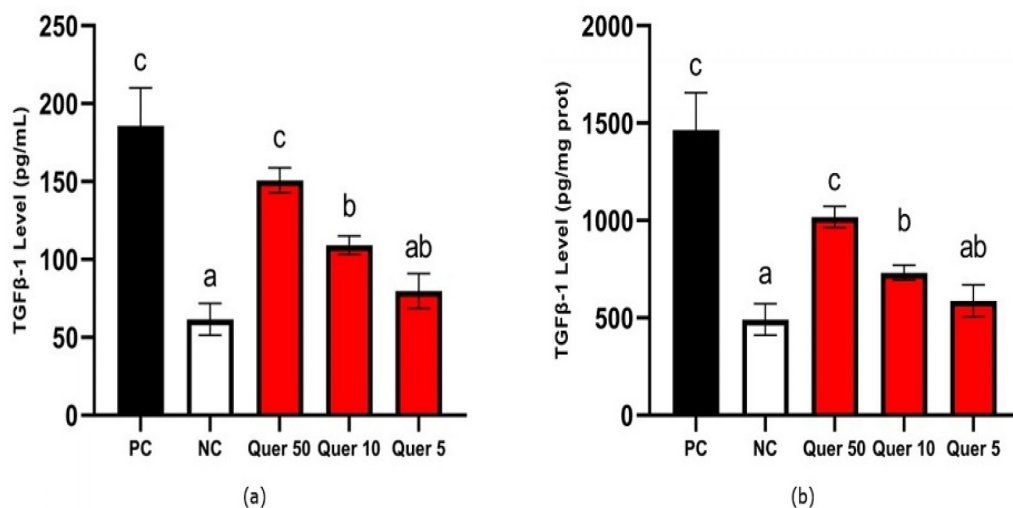 250
200
150
100
50
0
TGFβ-1 Level (pg/mL)
c
a
c
b
ab
PC NC Quer 50 Quer 10 Quer 5
(a)
2000
1500
1000
500
0
TGFβ-1 Level (pg/mg prot)
c
a
c
b
ab
PC NC Quer 50 Quer 10 Quer 5
(b)